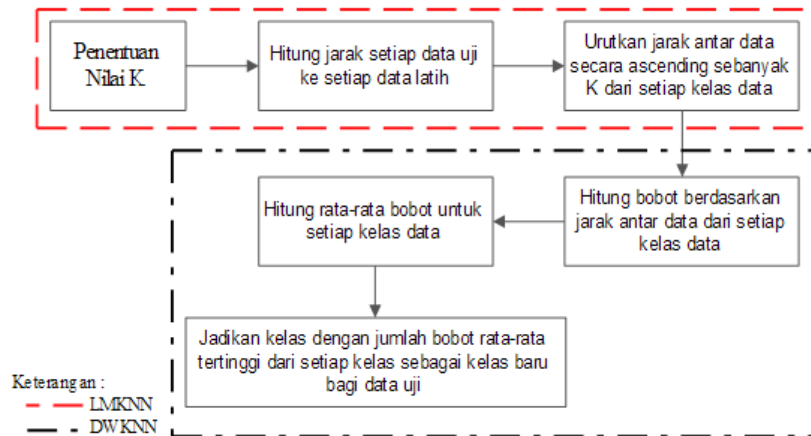 Penentuan
Nilai K
Hitung jarak setiap data uji
ke setiap data latih
Urutkan jarak antar data
secara ascending sebanyak
K dari setiap kelas data
Hitung rata-rata bobot untuk
setiap kelas data
Hitung bobot berdasarkan
jarak antar data dari setiap
kelas data
Jadikan kelas dengan jumlah bobot rata-rata
tertinggi dari setiap kelas sebagai kelas baru
bagi data uji
Keterangan :
LMKNN
DWKNN